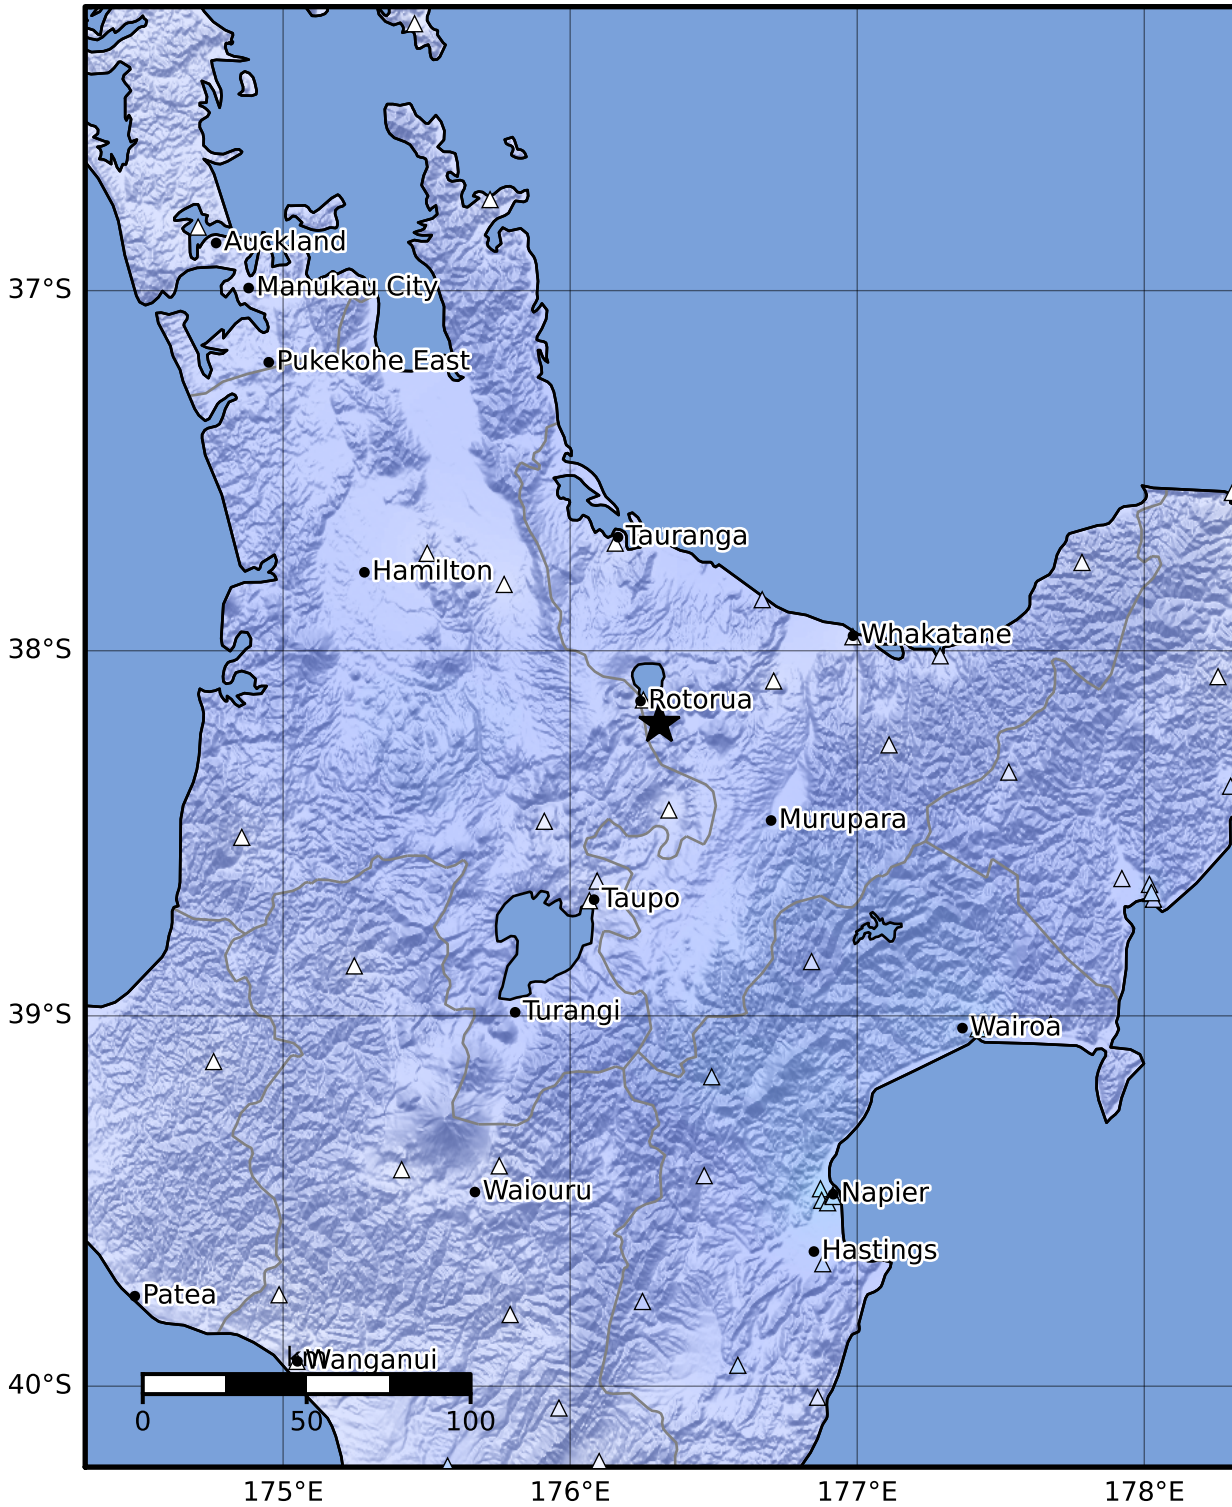 Auckland
37°S
Manukau City
Pukekohe East
Tauranga
Hamilton
Whakatane
38°S
Rotorua
Murupara
Taupo
Turangi
39°S
Wairoa
Waiouru
Napier
Hastings
Patea
km
Wanganui
40°S
0 50 100
175°E 176°E 177°E 178°E